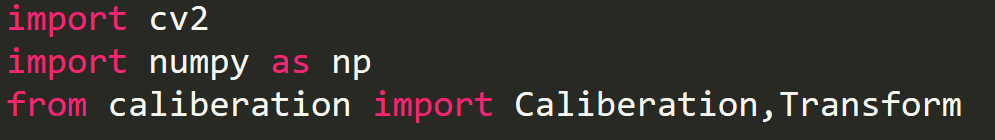 import cv2
import numpy as np
from caliberation import Caliberation,Transform